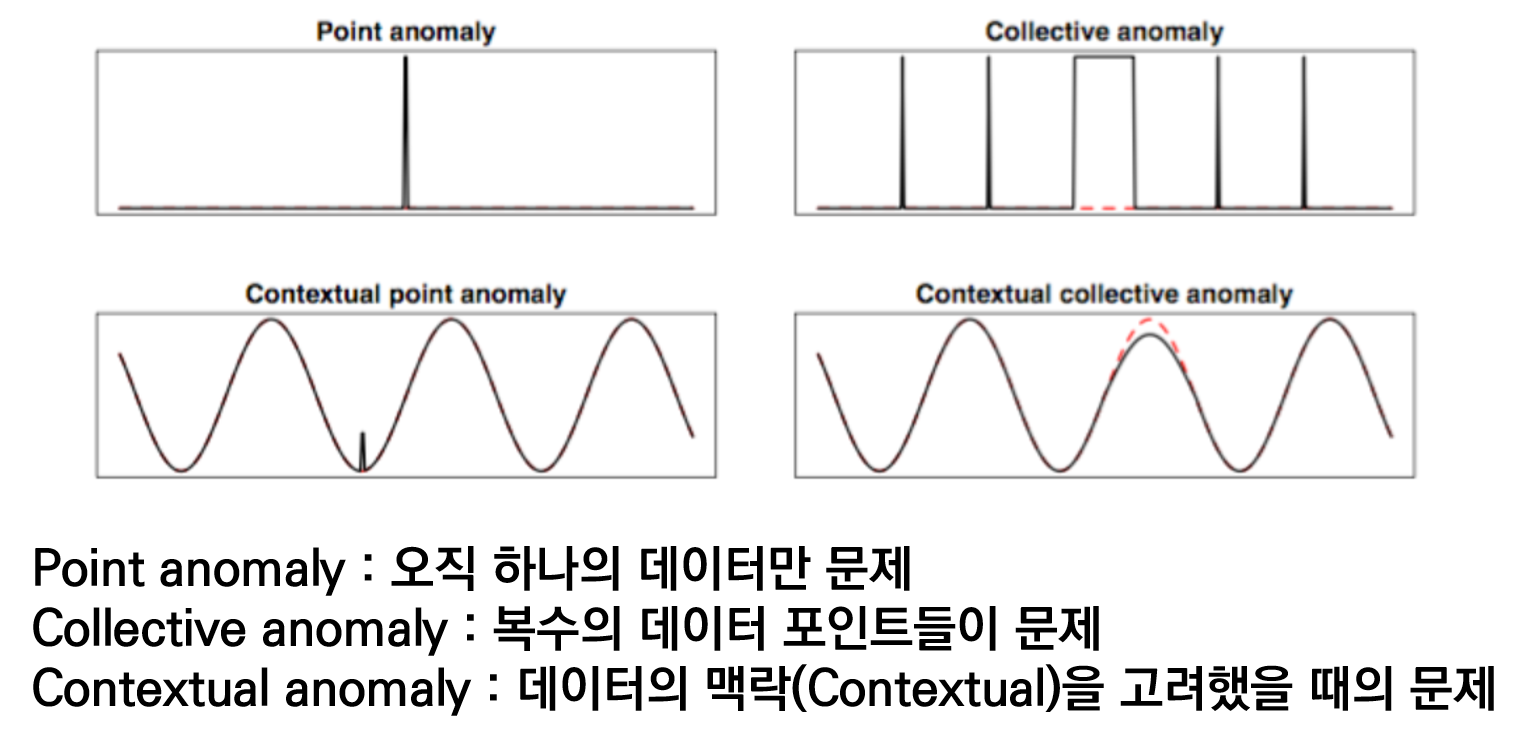 Point anomaly
Collective anomaly
Contextual point anomaly
Contextual collective anomaly
Point anomaly : 오직 하나의 데이터만 문제
Collective anomaly : 복수의 데이터 포인트들이 문제
Contextual anomaly : 데이터의 맥락(Contextual)을 고려했을 때의 문제